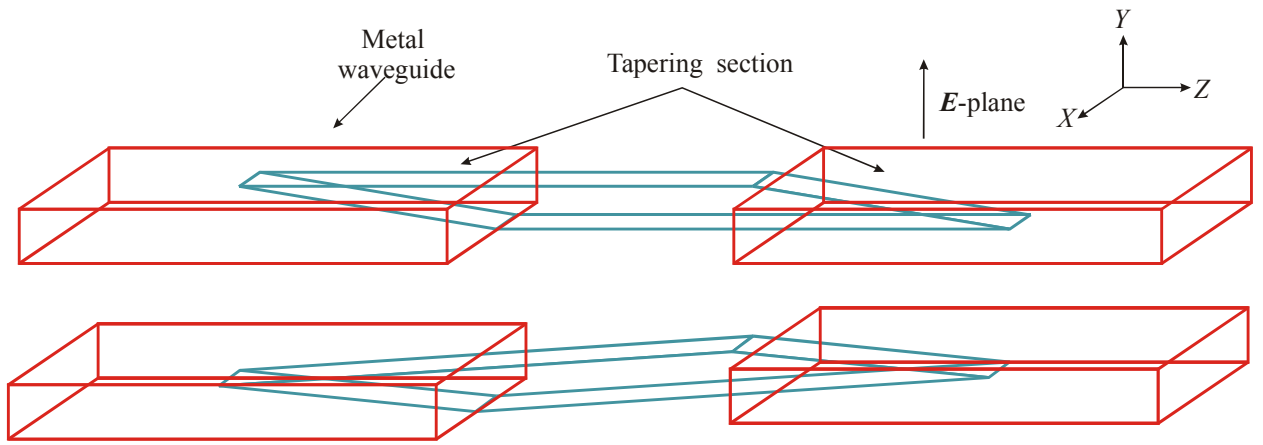 Metal
waveguide
Tapering section
E-plane
Y
Z
X